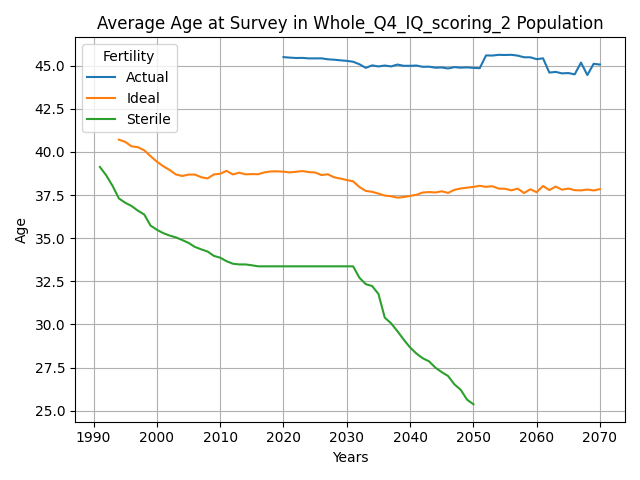 Average Age at Survey in Whole_Q4_IQ_scoring_2 Population
Fertility
Actual
Ideal
Sterile
45.0
42.5
40.0
37.5
35.0
32.5
30.0
27.5
25.0
Age
1990
2000
2010
2020
2030
2040
2050
2060
2070
Years